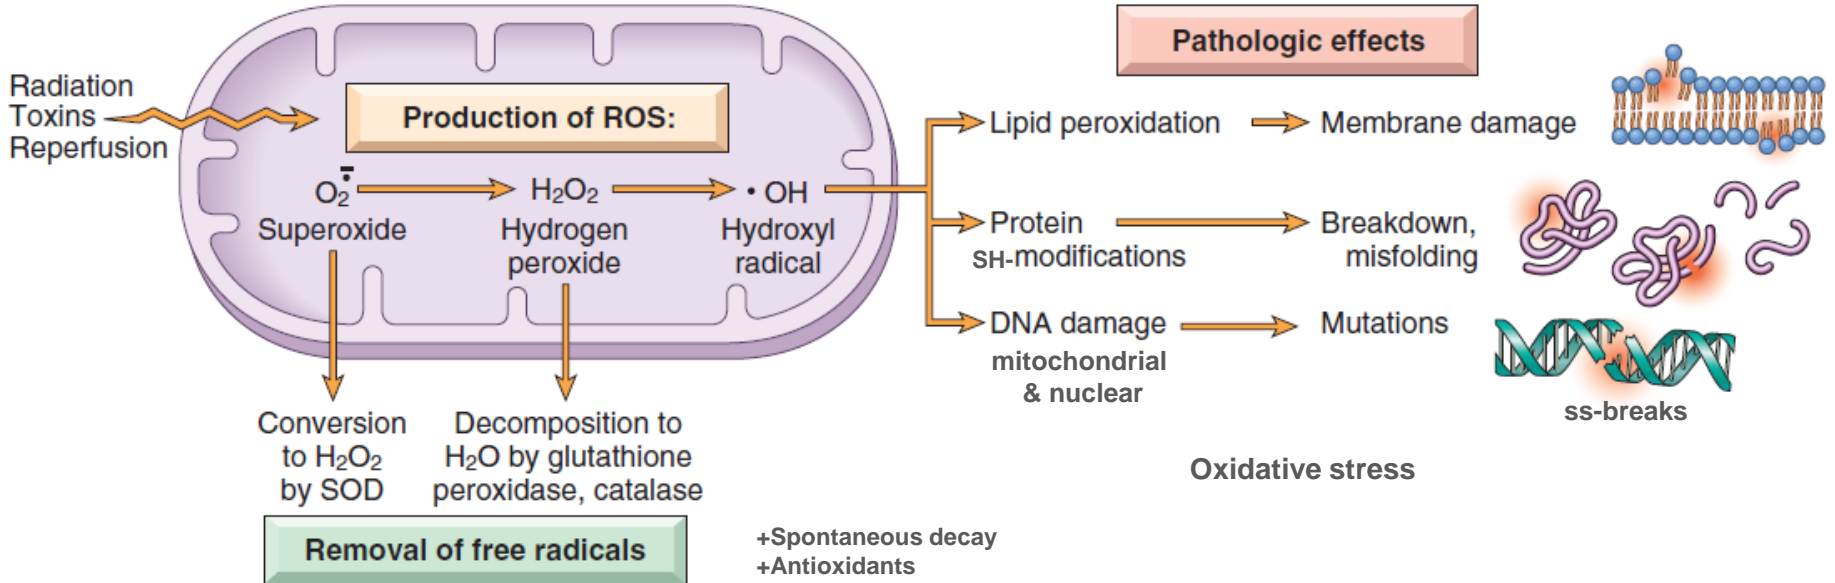 Pathologic effects
Radiation
Toxins
Reperfusion
Production of ROS:
O₂•̄
Superoxide
H₂O₂
Hydrogen
peroxide
• OH
Hydroxyl
radical
Lipid peroxidation
Membrane damage
Protein
SH-modifications
Breakdown,
misfolding
DNA damage
mitochondrial
& nuclear
Mutations
ss-breaks
Conversion
to H₂O₂
by SOD
Decomposition to
H₂O by glutathione
peroxidase, catalase
Oxidative stress
Removal of free radicals
+Spontaneous decay
+Antioxidants